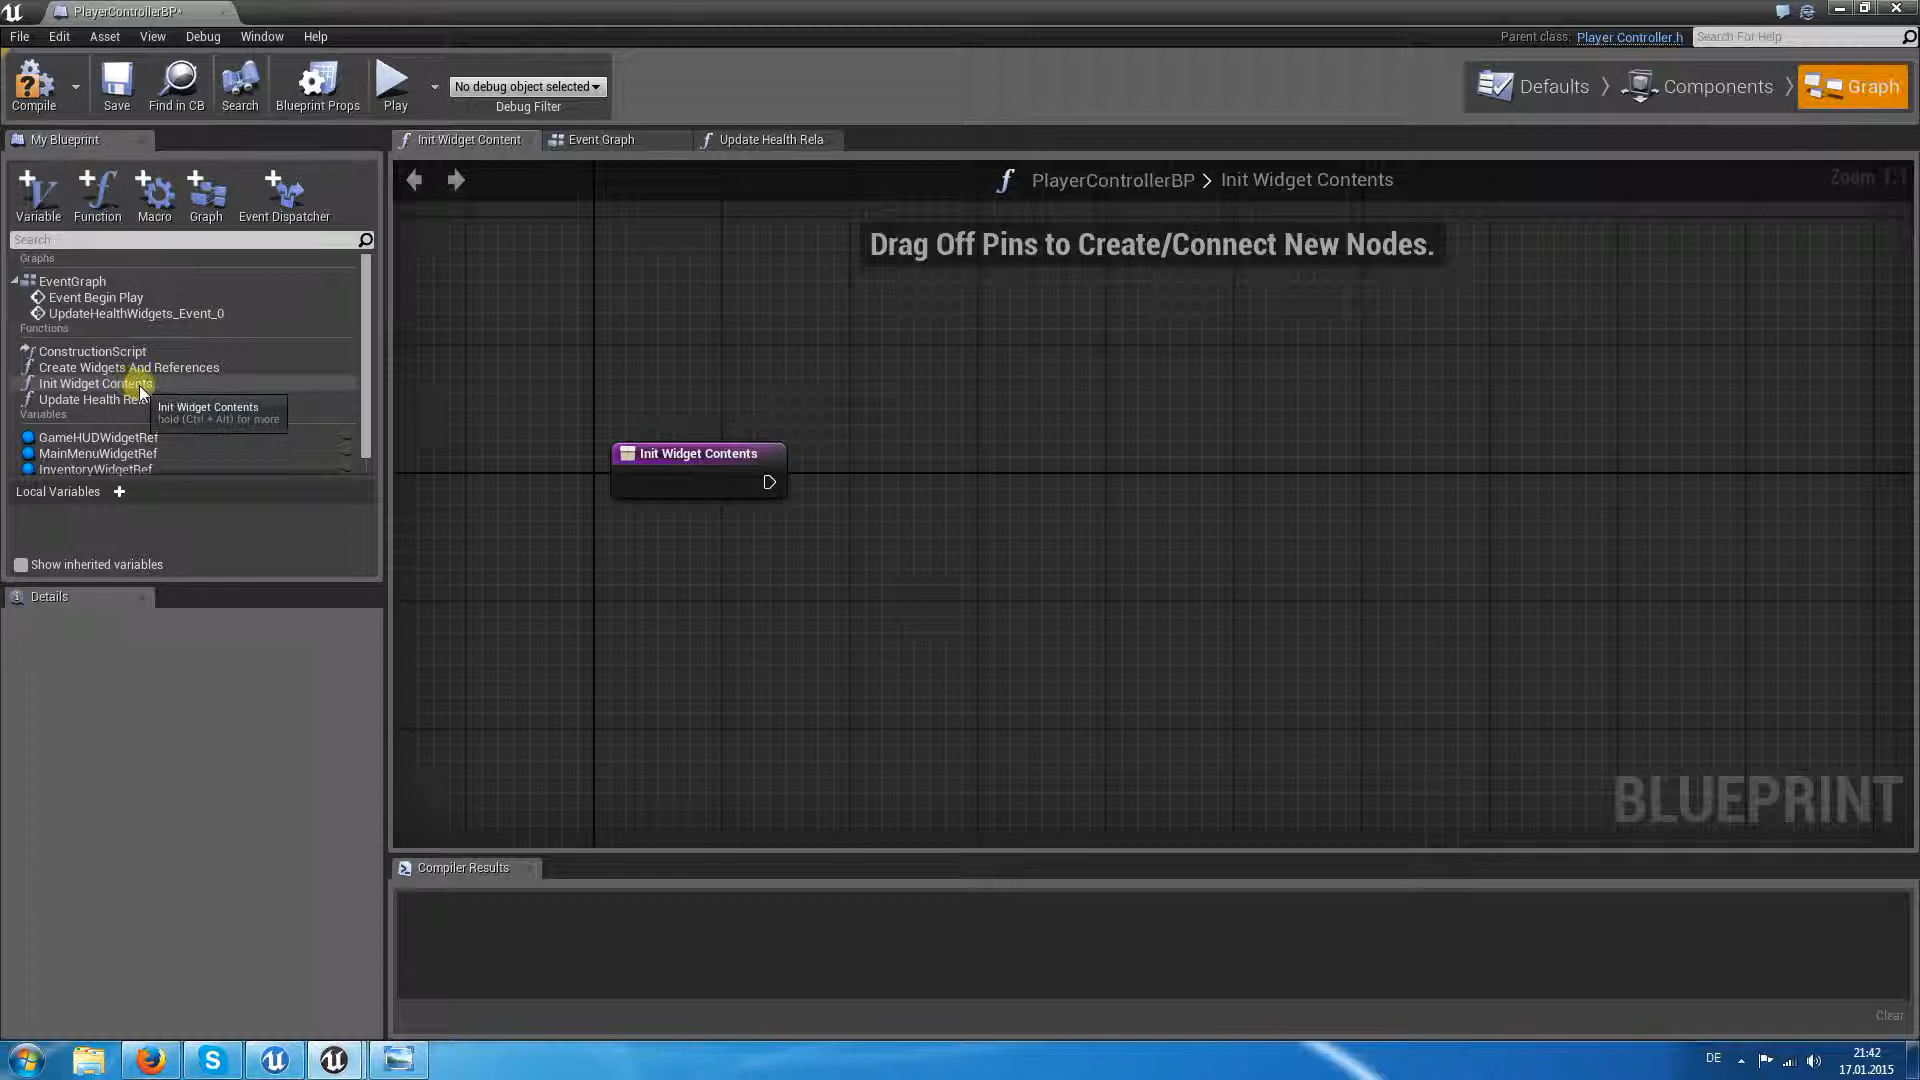 PlayerControllerBP*
File Edit Asset View Debug Window Help
Parent class: Player Controller.h Search For Help
Compile Save Find in CB Search Blueprint Props Play
No debug object selected
Debug Filter
Defaults Components Graph
My Blueprint
Init Widget Content Event Graph Update Health Rela
Variable Function Macro Graph Event Dispatcher
PlayerControllerBP > Init Widget Contents
Zoom 1:1
Search
Drag Off Pins to Create/Connect New Nodes.
Graphs
EventGraph
Event Begin Play
UpdateHealthWidgets_Event_0
Functions
ConstructionScript
Create Widgets And References
Init Widget Contents
Update Health Rela
Init Widget Contents
hold (Ctrl + Alt) for more
Variables
GameHUDWidgetRef
MainMenuWidgetRef
InventoryWidgetRef
Local Variables +
Show inherited variables
Details
Init Widget Contents
BLUEPRINT
Compiler Results
Clear
DE
21:42
17.01.2015